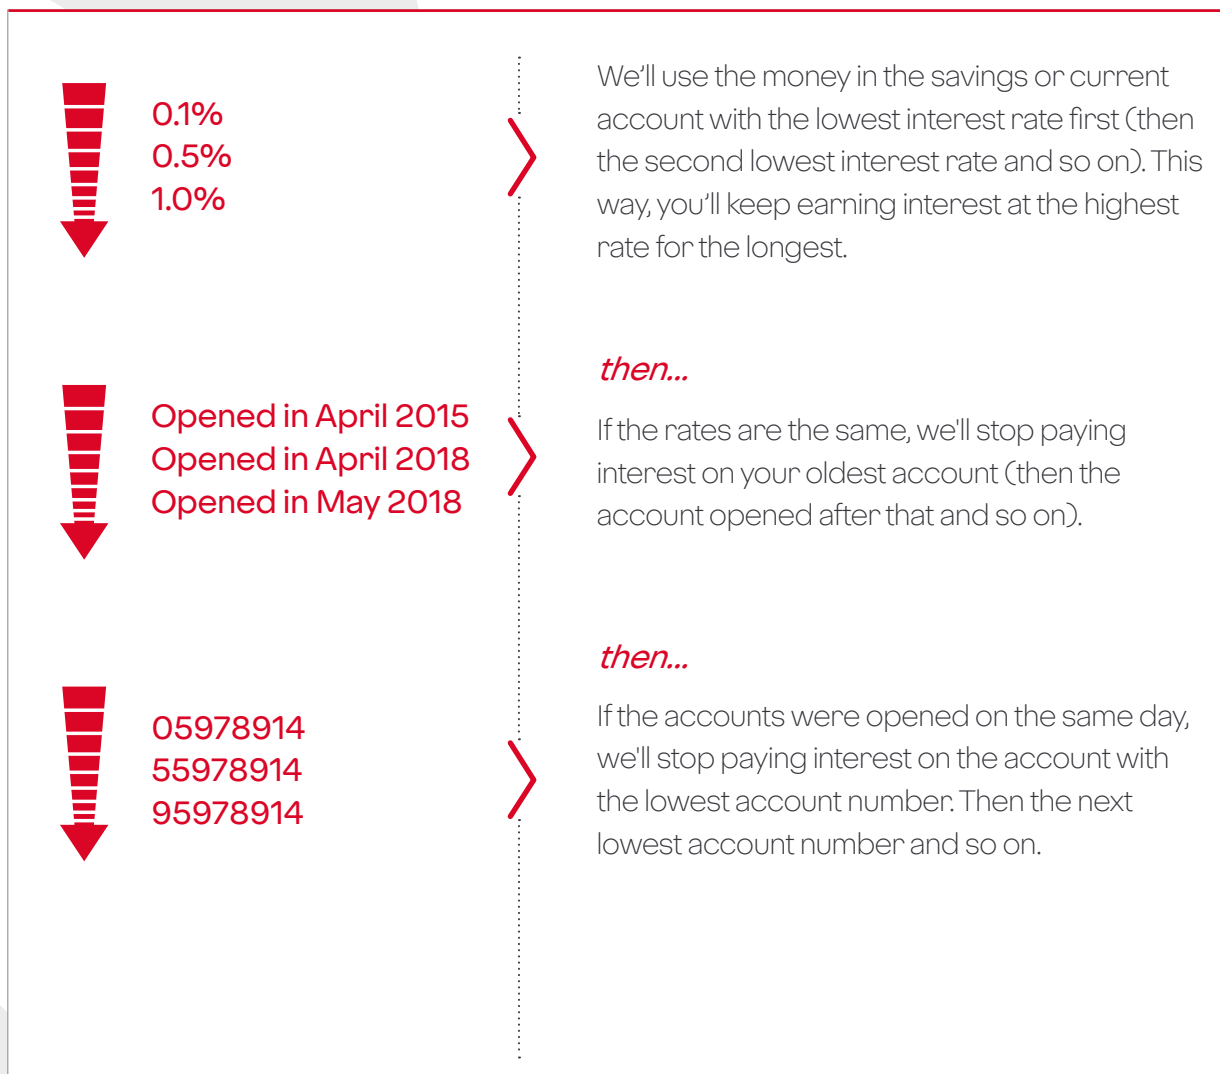 0.1%
0.5%
1.0%
We’ll use the money in the savings or current
account with the lowest interest rate first (then
the second lowest interest rate and so on). This
way, you’ll keep earning interest at the highest
rate for the longest.
then...
Opened in April 2015
Opened in April 2018
Opened in May 2018
If the rates are the same, we'll stop paying
interest on your oldest account (then the
account opened after that and so on).
then...
05978914
55978914
95978914
If the accounts were opened on the same day,
we'll stop paying interest on the account with
the lowest account number. Then the next
lowest account number and so on.